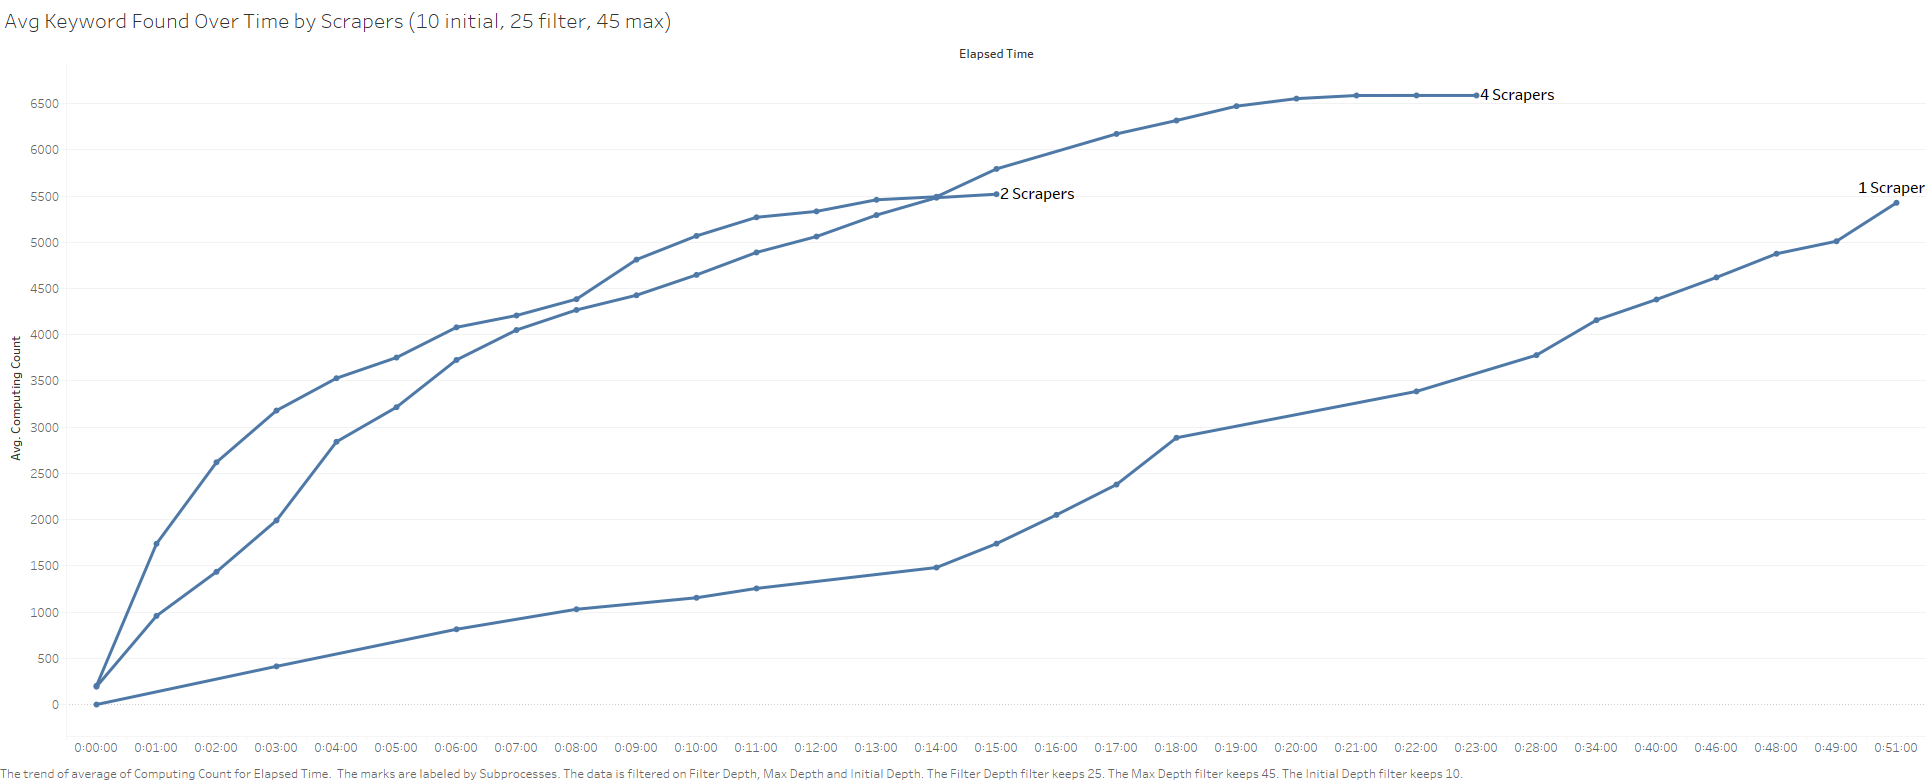 Avg Keyword Found Over Time by Scrapers (10 initial, 25 filter, 45 max)
Elapsed Time
6500
6000
5500
5000
4500
4000
3500
3000
2500
2000
1500
1000
500
0
Avg. Computing Count
4 Scrapers
2 Scrapers
1 Scraper
0:00:00 0:01:00 0:02:00 0:03:00 0:04:00 0:05:00 0:06:00 0:07:00 0:08:00 0:09:00 0:10:00 0:11:00 0:12:00 0:13:00 0:14:00 0:15:00 0:16:00 0:17:00 0:18:00 0:19:00 0:20:00 0:21:00 0:22:00 0:23:00 0:28:00 0:34:00 0:40:00 0:46:00 0:48:00 0:49:00 0:51:00
The trend of average of Computing Count for Elapsed Time.  The marks are labeled by Subprocesses. The data is filtered on Filter Depth, Max Depth and Initial Depth. The Filter Depth filter keeps 25. The Max Depth filter keeps 45. The Initial Depth filter keeps 10.